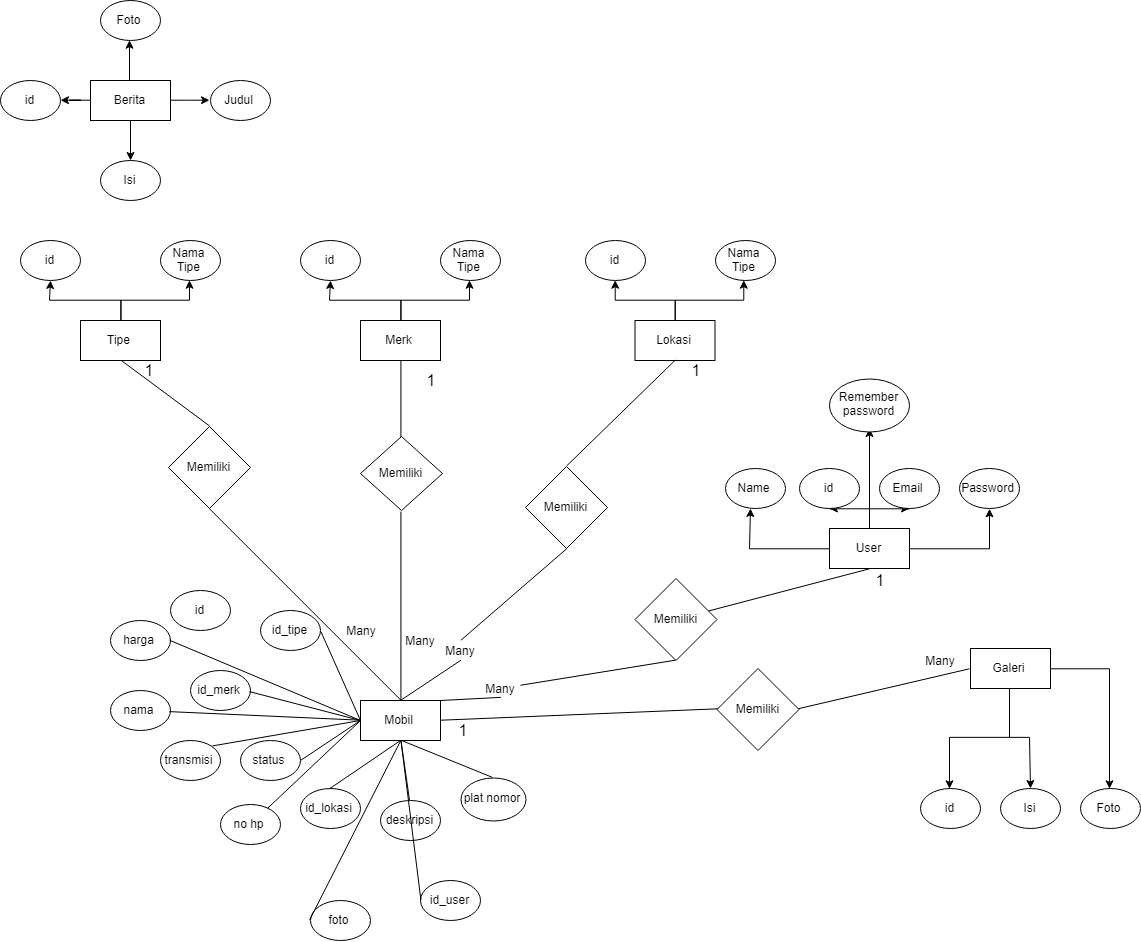 Foto
id
Berita
Judul
Isi
id
Nama
Tipe
id
Nama
Tipe
id
Nama
Tipe
Tipe
Merk
Lokasi
1
1
1
Remember
password
Memiliki
Memiliki
Memiliki
Name
id
Email
Password
User
1
Memiliki
id
harga
id_tipe
Many
Many
Many
Many
Many
Galeri
id_merk
nama
Mobil
1
Memiliki
transmisi
status
id_lokasi
deskripsi
plat nomor
no hp
id
Isi
Foto
id_user
foto